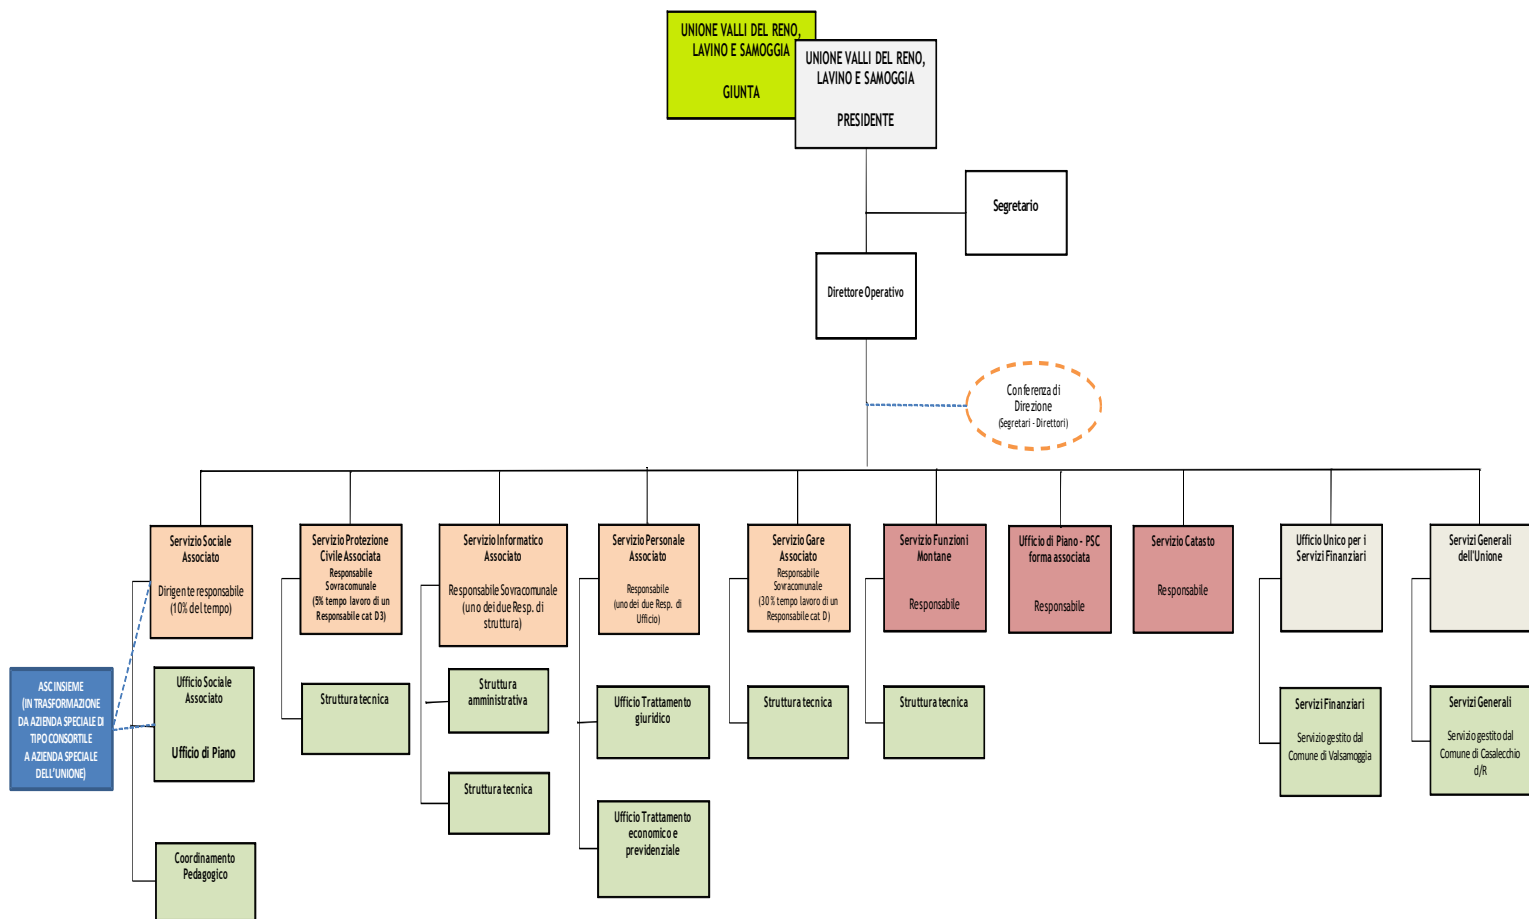 UNIONE VALLI DEL RENO,
LAVINO E SAMOGGIA
GIUNTA
UNIONE VALLI DEL RENO,
LAVINO E SAMOGGIA
PRESIDENTE
Segretario
Direttore Operativo
Conferenza di
Direzione
(Segretari - Direttori)
Servizio Sociale
Associato
Dirigente responsabile
(10% del tempo)
Servizio Protezione
Civile Associata
Responsabile
Sovracomunale
(5% tempo lavoro di un
Responsabile cat D3)
Servizio Informatico
Associato
Responsabile Sovracomunale
(uno dei due Resp. di
struttura)
Servizio Personale
Associato
Responsabile
(uno dei due Resp. di
Ufficio)
Servizio Gare
Associato
Responsabile
Sovracomunale
(30% tempo lavoro di un
Responsabile cat D)
Servizio Funzioni
Montane
Responsabile
Ufficio di Piano - PSC
forma associata
Responsabile
Servizio Catasto
Responsabile
Ufficio Unico per i
Servizi Finanziari
Servizi Generali
dell'Unione
ASC INSIEME
(IN TRASFORMAZIONE
DA AZIENDA SPECIALE DI
TIPO CONSORTILE
A AZIENDA SPECIALE
DELL'UNIONE)
Ufficio Sociale
Associato
Ufficio di Piano
Coordinamento
Pedagogico
Struttura tecnica
Struttura
amministrativa
Struttura tecnica
Ufficio Trattamento
giuridico
Ufficio Trattamento
economico e
previdenziale
Struttura tecnica
Struttura tecnica
Servizi Finanziari
Servizio gestito dal
Comune di Valsamoggia
Servizi Generali
Servizio gestito dal
Comune di Casalecchio
d/R